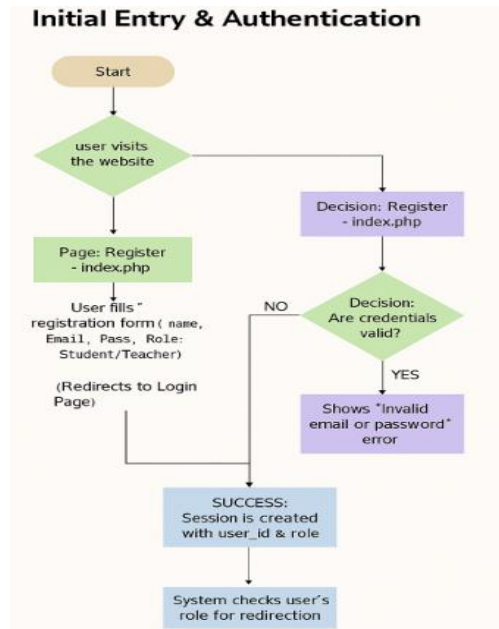 Initial Entry & Authentication
Start
user visits
the website
Page: Register
- index.php
User fills "
registration form ( name,
Email, Pass, Role:
Student/Teacher)
(Redirects to Login
Page)
Decision: Register
- index.php
NO
Decision:
Are credentials
valid?
YES
Shows "Invalid
email or password"
error
SUCCESS:
Session is created
with user_id & role
System checks user's
role for redirection